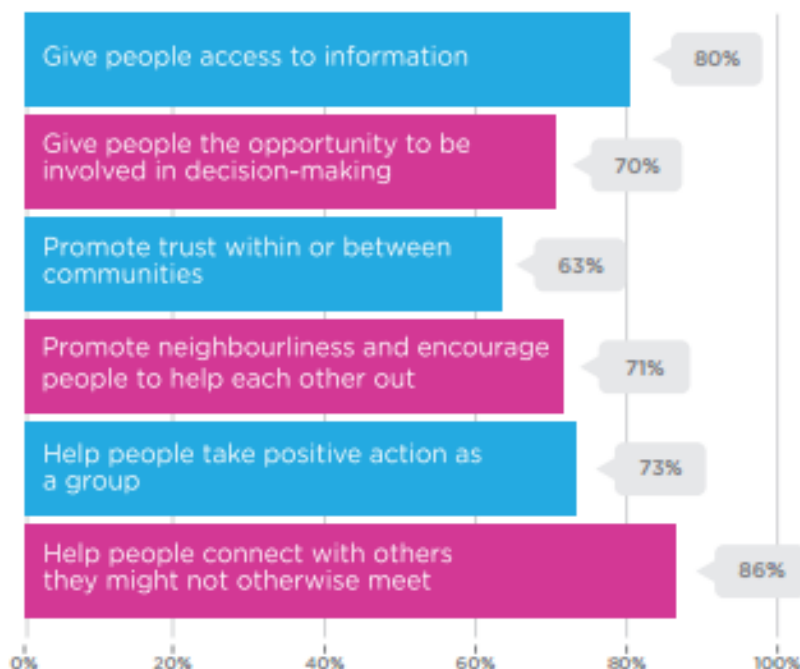 Give people access to information
80%
Give people the opportunity to be
involved in decision-making
70%
Promote trust within or between
communities
63%
Promote neighbourliness and encourage
people to help each other out
71%
Help people take positive action as
a group
73%
Help people connect with others
they might not otherwise meet
86%
0% 20% 40% 60% 80% 100%